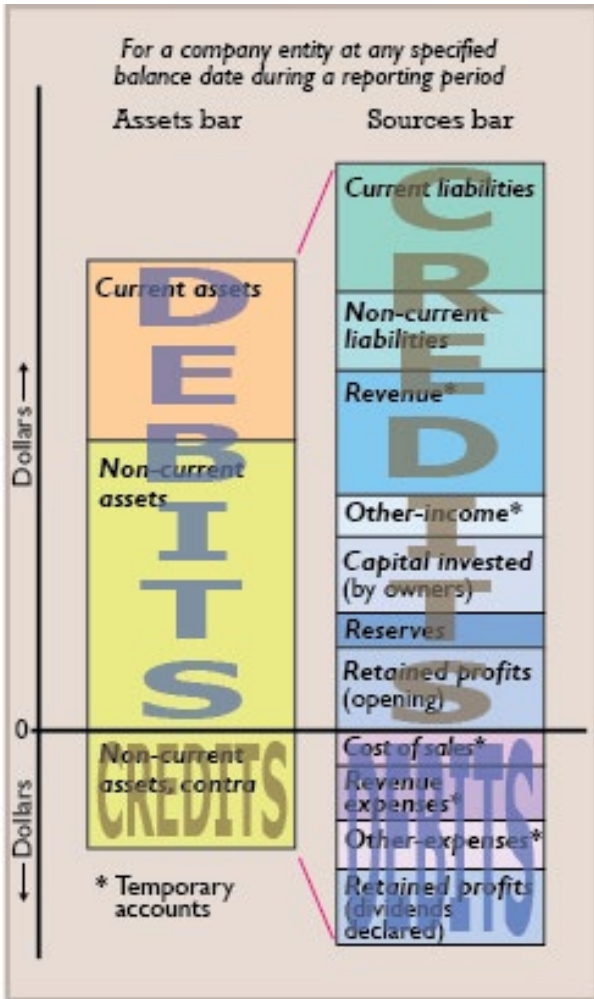 For a company entity at any specified
balance date during a reporting period
Assets bar
Sources bar
Dollars →
Current assets
Non-current
assets
DEBITS
Current liabilities
Non-current
liabilities
Revenue*
Other-income*
Capital invested
(by owners)
Reserves
Retained profits
(opening)
CREDITS
0
← Dollars
Non-current
assets, contra
CREDITS
Cost of sales*
Revenue
expenses*
Other-expenses*
Retained profits
(dividends
declared)
DEBITS
* Temporary
accounts